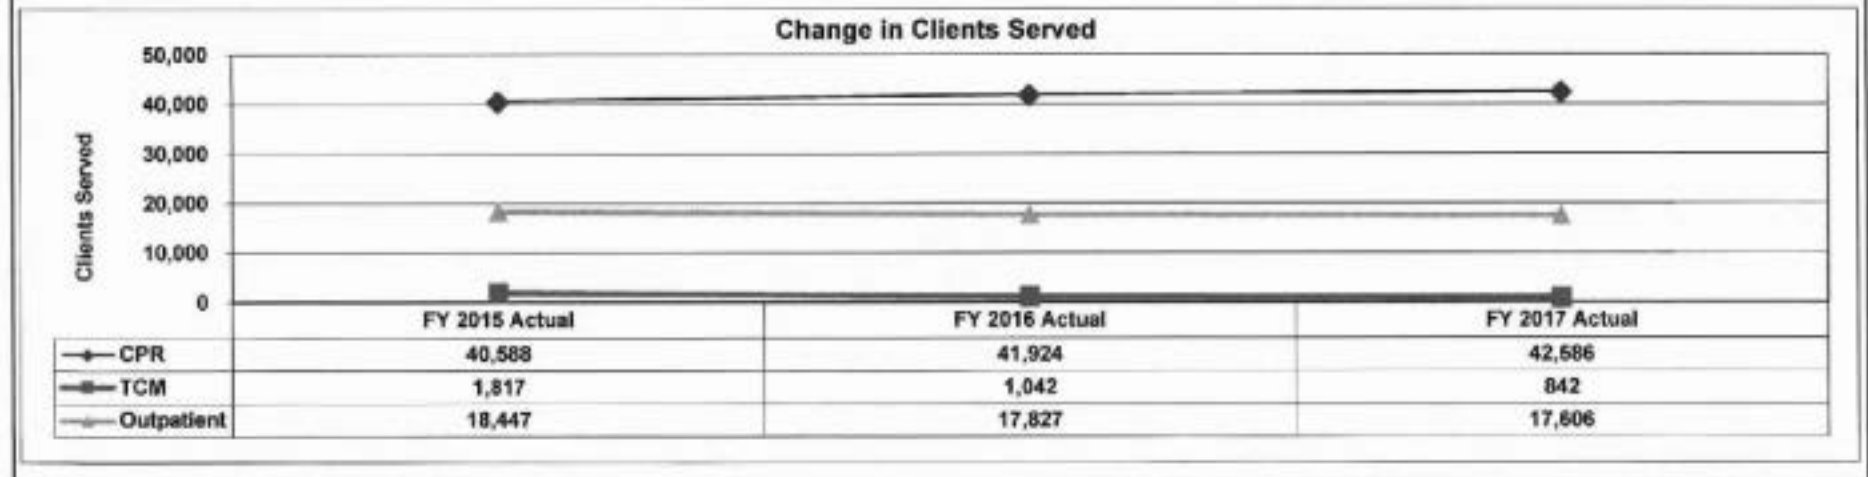 Change in Clients Served
50,000
40,000
30,000
20,000
10,000
0
Clients Served
FY 2015 Actual FY 2016 Actual FY 2017 Actual
CPR 40,588 41,924 42,586
TCM 1,817 1,042 842
Outpatient 18,447 17,827 17,606